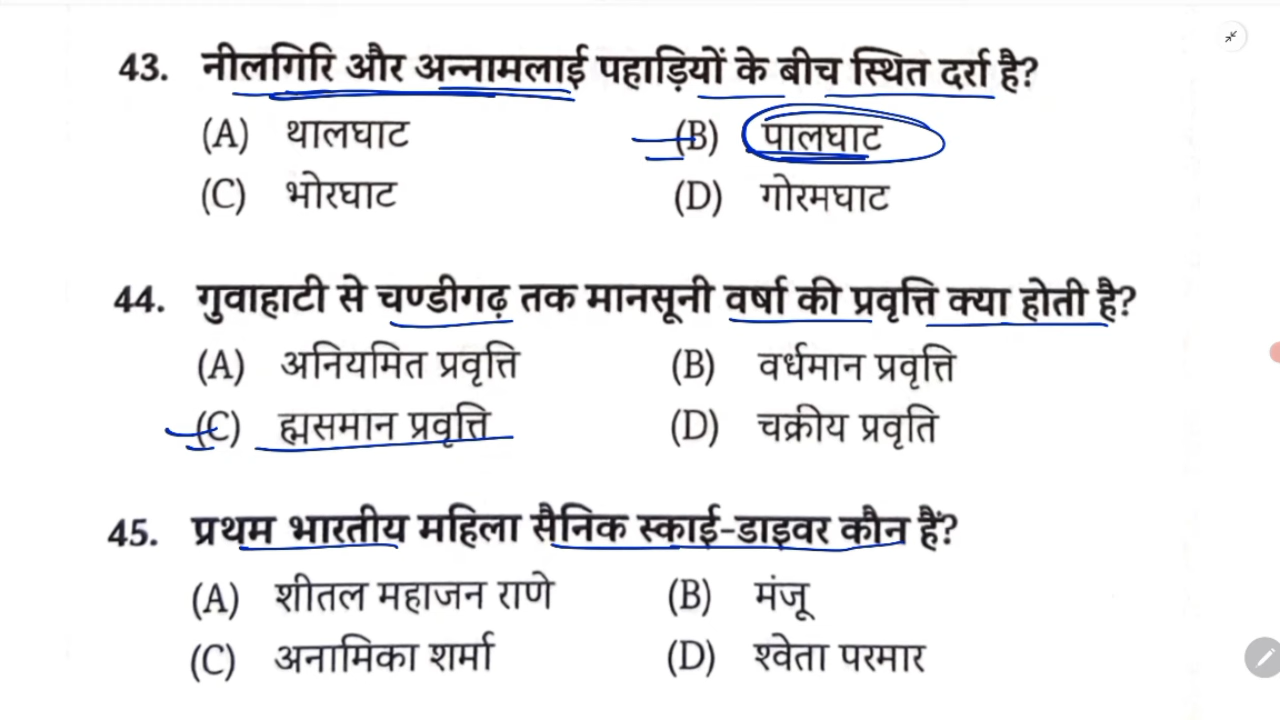 43. नीलगिरि और अन्नामलाई पहाड़ियों के बीच स्थित दर्रा है?
(A) थालघाट (B) पालघाट
(C) भोरघाट (D) गोरमघाट
44. गुवाहाटी से चण्डीगढ़ तक मानसूनी वर्षा की प्रवृत्ति क्या होती है?
(A) अनियमित प्रवृत्ति (B) वर्धमान प्रवृत्ति
(C) ह्मसमान प्रवृत्ति (D) चक्रीय प्रवृति
45. प्रथम भारतीय महिला सैनिक स्काई-डाइवर कौन हैं?
(A) शीतल महाजन राणे (B) मंजू
(C) अनामिका शर्मा (D) श्वेता परमार